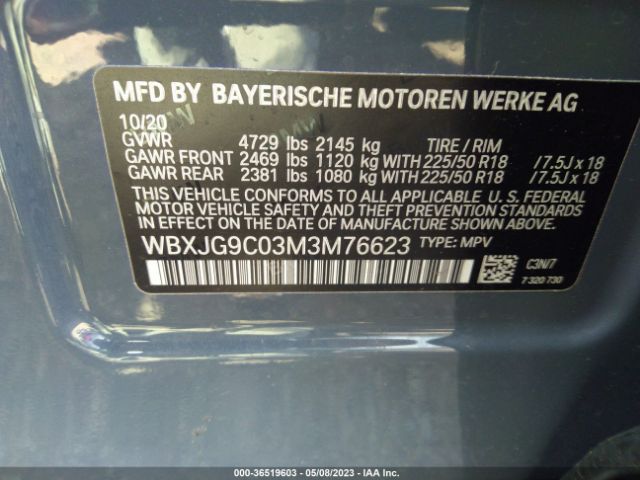 MFD BY BAYERISCHE MOTOREN WERKE AG
10/20
GVWR 4729 lbs 2145 kg TIRE / RIM
GAWR FRONT 2469 lbs 1120 kg WITH 225/50 R18 / 7.5J x 18
GAWR REAR 2381 lbs 1080 kg WITH 225/50 R18 / 7.5J x 18
THIS VEHICLE CONFORMS TO ALL APPLICABLE U. S. FEDERAL
MOTOR VEHICLE SAFETY AND THEFT PREVENTION STANDARDS
IN EFFECT ON THE DATE OF MANUFACTURE SHOWN ABOVE.
WBXJG9C03M3M76623 TYPE: MPV
C3N/7
7 320 730
000-36519603 - 05/08/2023 - IAA Inc.